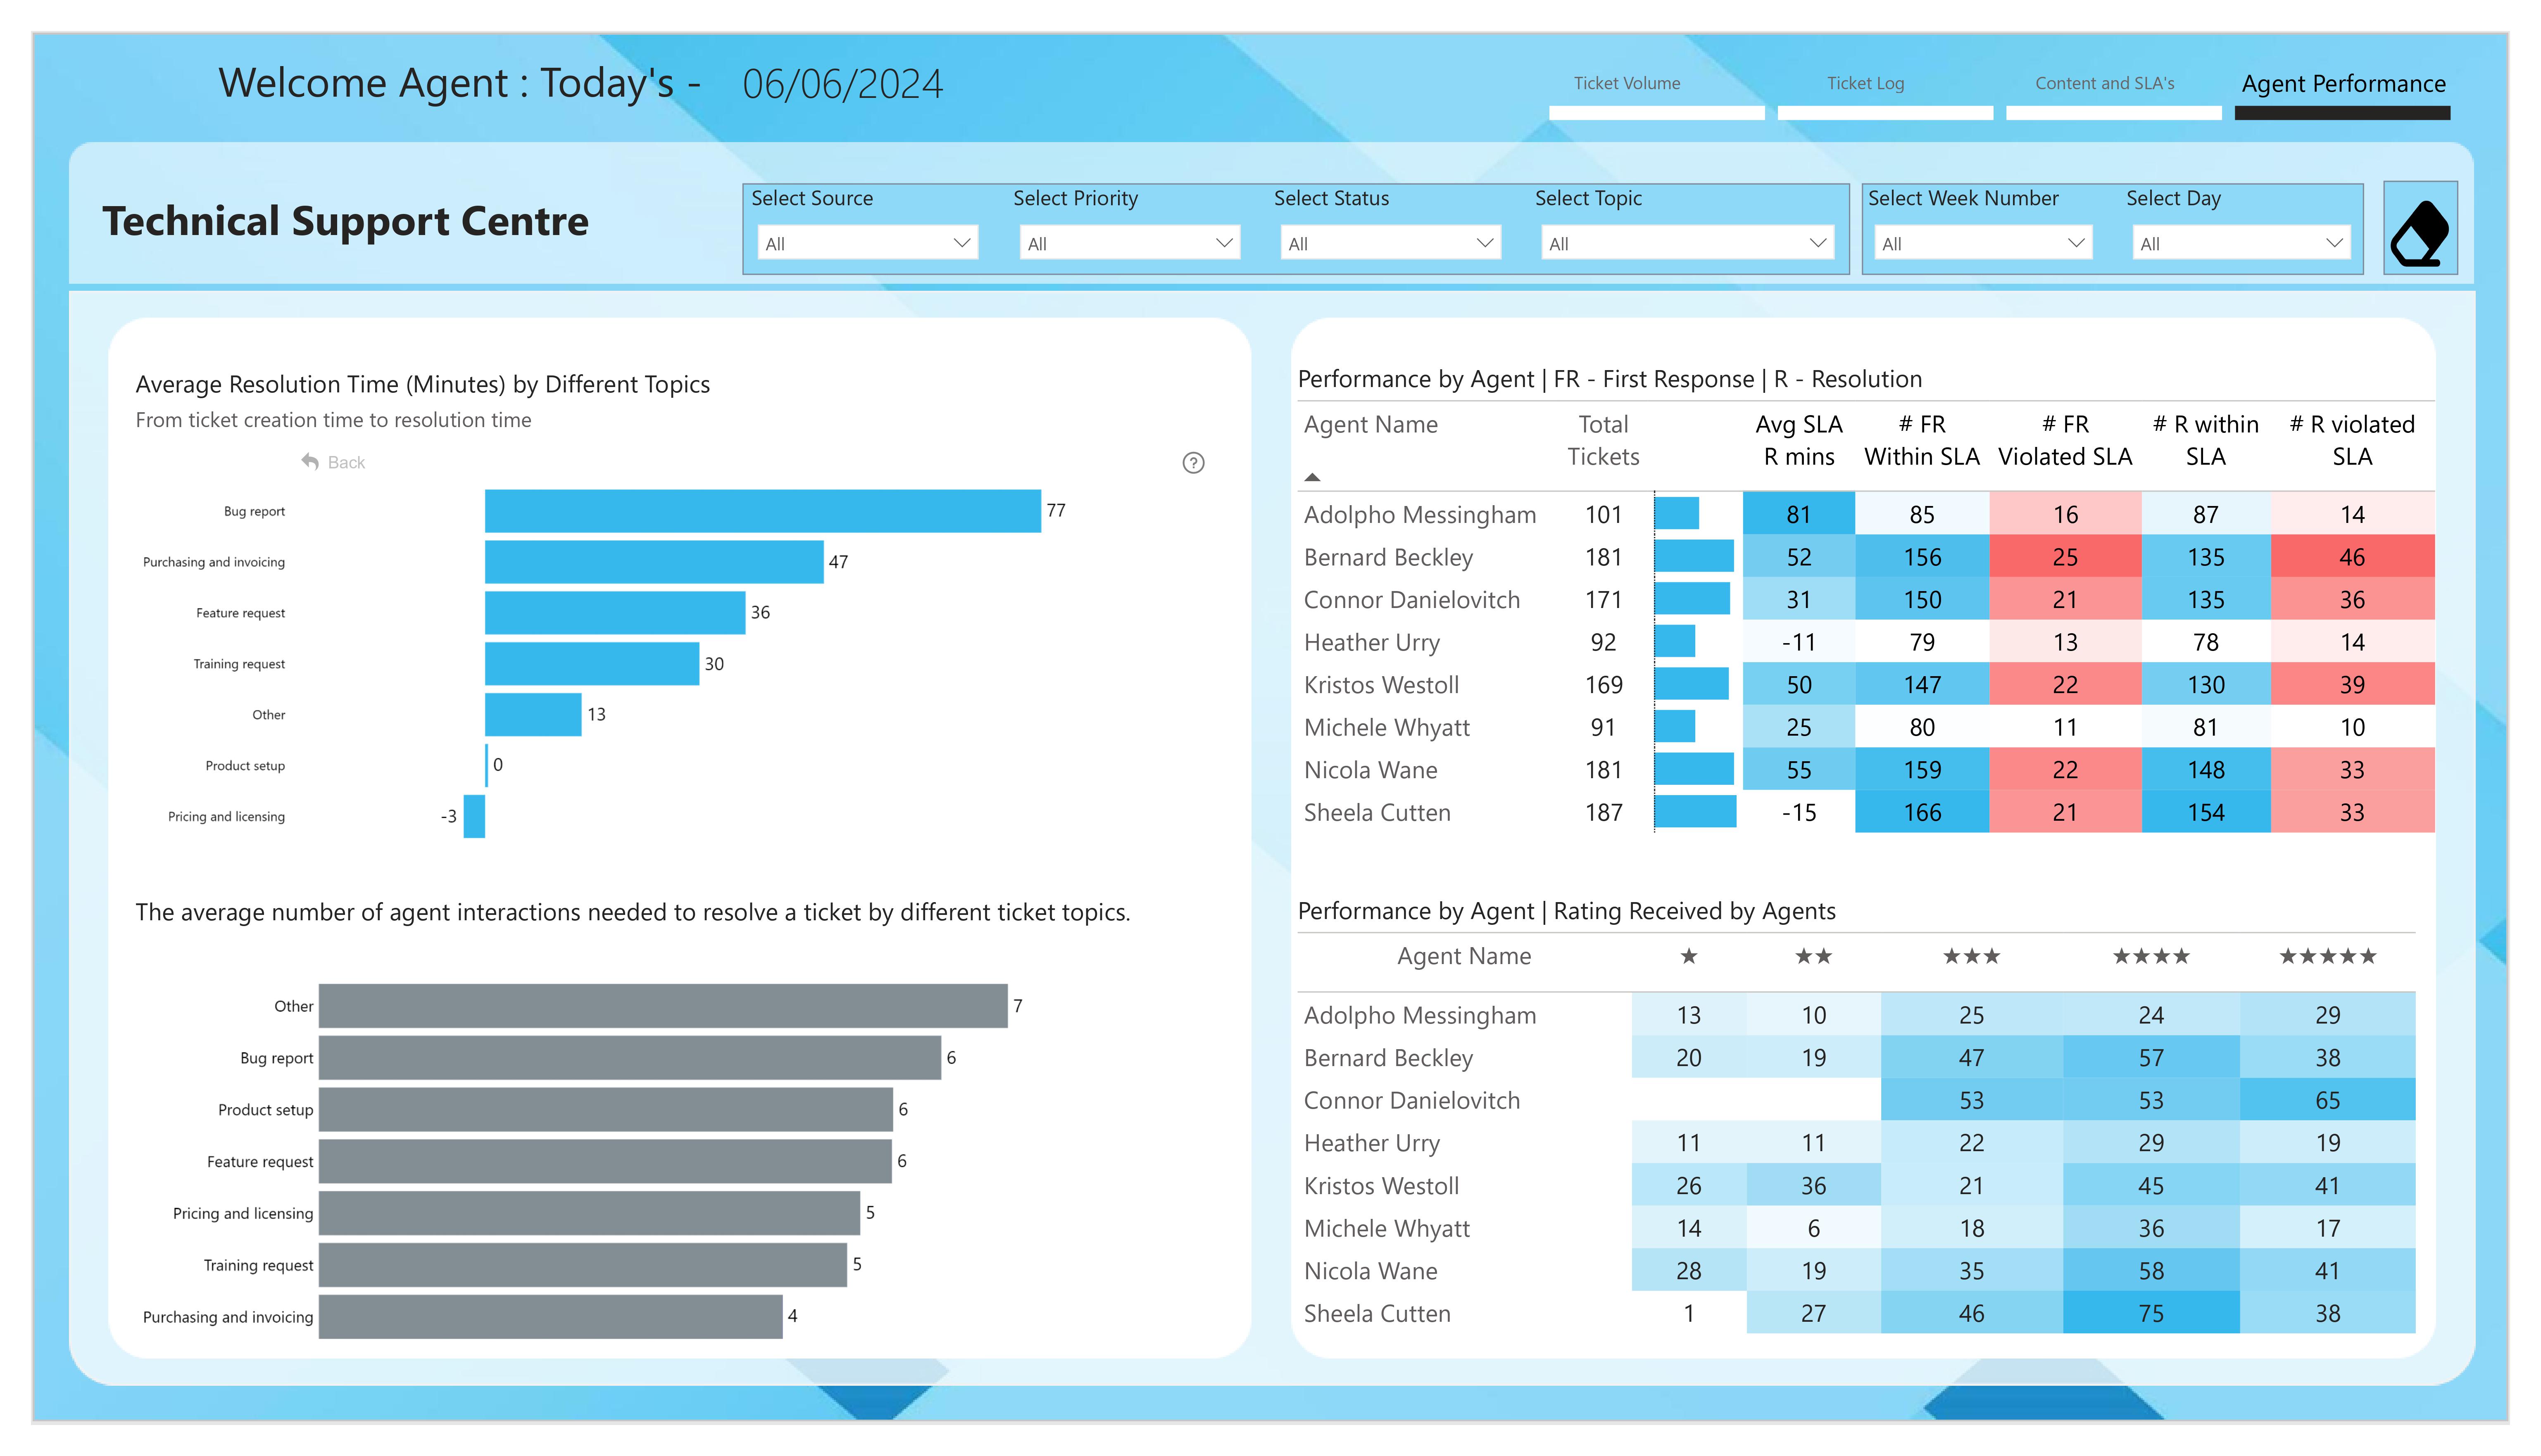 Welcome Agent : Today's - 06/06/2024
Ticket Volume
Ticket Log
Content and SLA's
Agent Performance
Technical Support Centre
Select Source
All
Select Priority
All
Select Status
All
Select Topic
All
Select Week Number
All
Select Day
All
Average Resolution Time (Minutes) by Different Topics
From ticket creation time to resolution time
Back
?
Bug report 77
Purchasing and invoicing 47
Feature request 36
Training request 30
Other 13
Product setup 0
Pricing and licensing -3
The average number of agent interactions needed to resolve a ticket by different ticket topics.
Other 7
Bug report 6
Product setup 6
Feature request 6
Pricing and licensing 5
Training request 5
Purchasing and invoicing 4
Performance by Agent | FR - First Response | R - Resolution
Agent Name Total Avg SLA # FR # FR # R within # R violated
Tickets R mins Within SLA Violated SLA SLA SLA
Adolpho Messingham 101 81 85 16 87 14
Bernard Beckley 181 52 156 25 135 46
Connor Danielovitch 171 31 150 21 135 36
Heather Urry 92 -11 79 13 78 14
Kristos Westoll 169 50 147 22 130 39
Michele Whyatt 91 25 80 11 81 10
Nicola Wane 181 55 159 22 148 33
Sheela Cutten 187 -15 166 21 154 33
Performance by Agent | Rating Received by Agents
Agent Name ★ ★★ ★★★ ★★★★ ★★★★★
Adolpho Messingham 13 10 25 24 29
Bernard Beckley 20 19 47 57 38
Connor Danielovitch 53 53 65
Heather Urry 11 11 22 29 19
Kristos Westoll 26 36 21 45 41
Michele Whyatt 14 6 18 36 17
Nicola Wane 28 19 35 58 41
Sheela Cutten 1 27 46 75 38